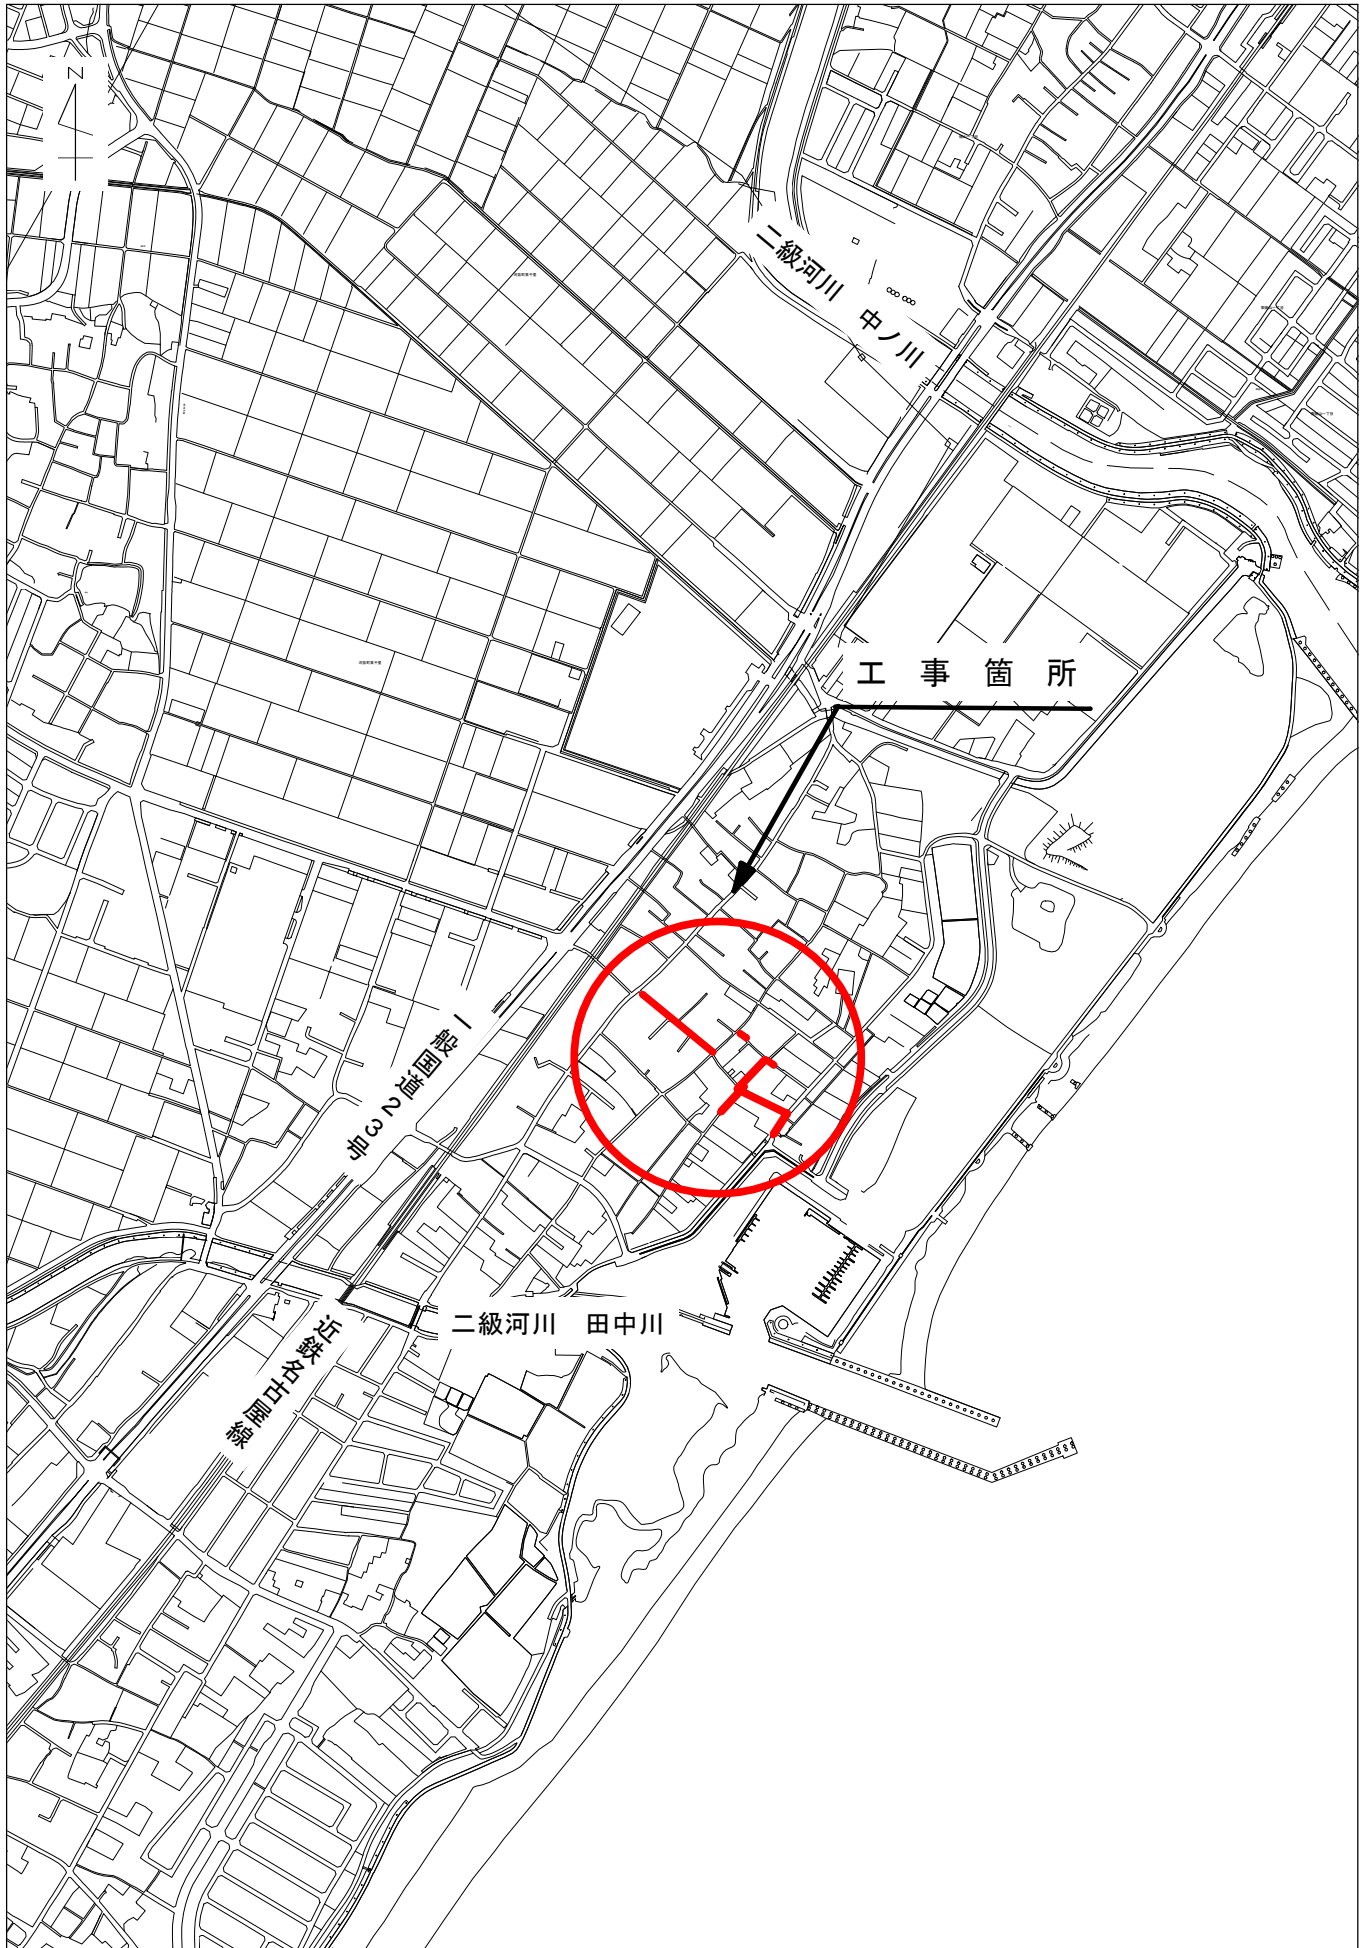 N
二級河川 中ノ川
工事箇所
一般国道23号
二級河川 田中川
近鉄名古屋線